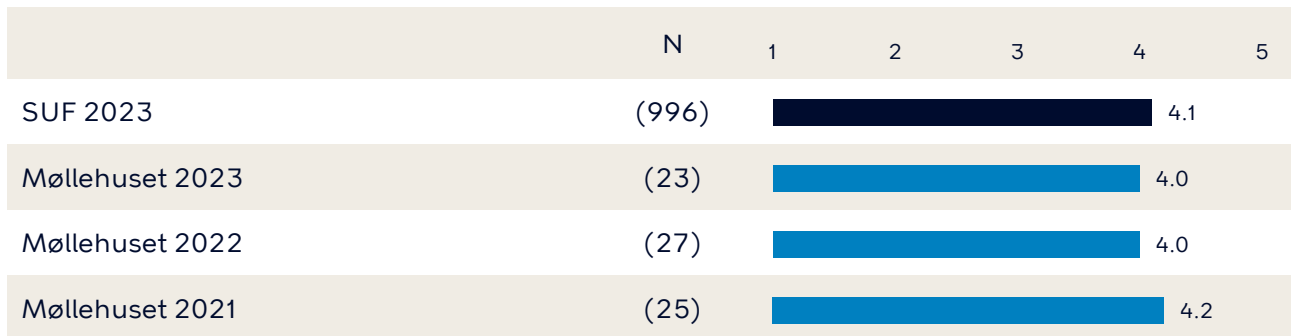 N 1 2 3 4 5
SUF 2023 (996) 4.1
Møllehuset 2023 (23) 4.0
Møllehuset 2022 (27) 4.0
Møllehuset 2021 (25) 4.2